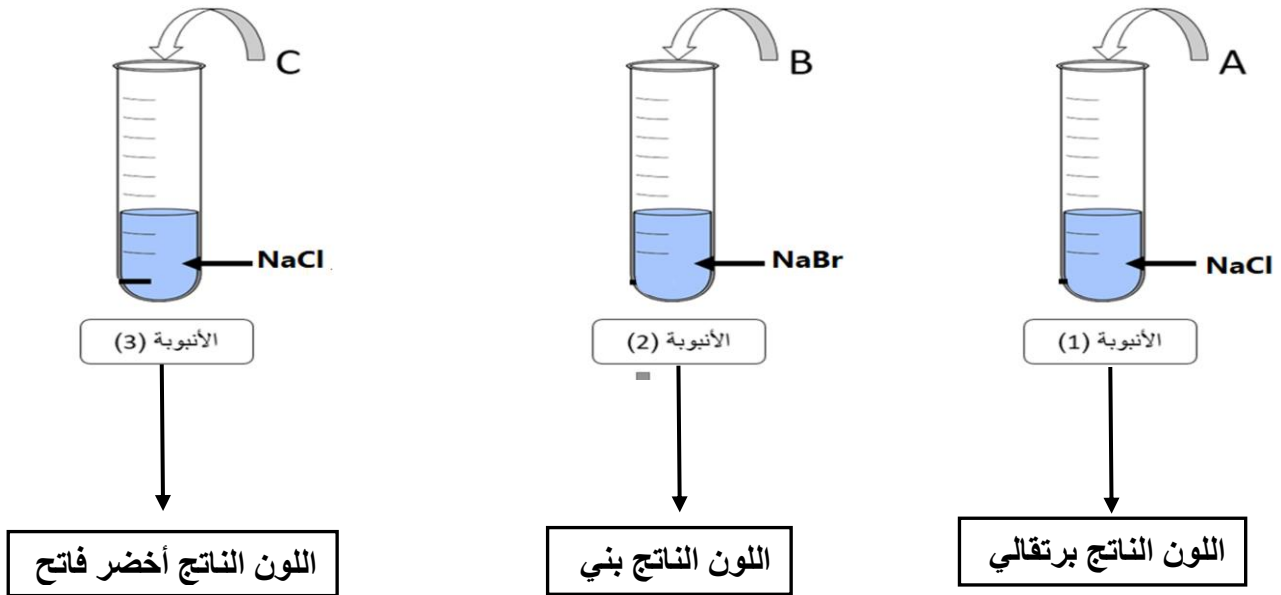 A
NaCl
الأنبوبة (1)
اللون الناتج برتقالي
B
NaBr
الأنبوبة (2)
اللون الناتج بني
C
NaCl
الأنبوبة (3)
اللون الناتج أخضر فاتح